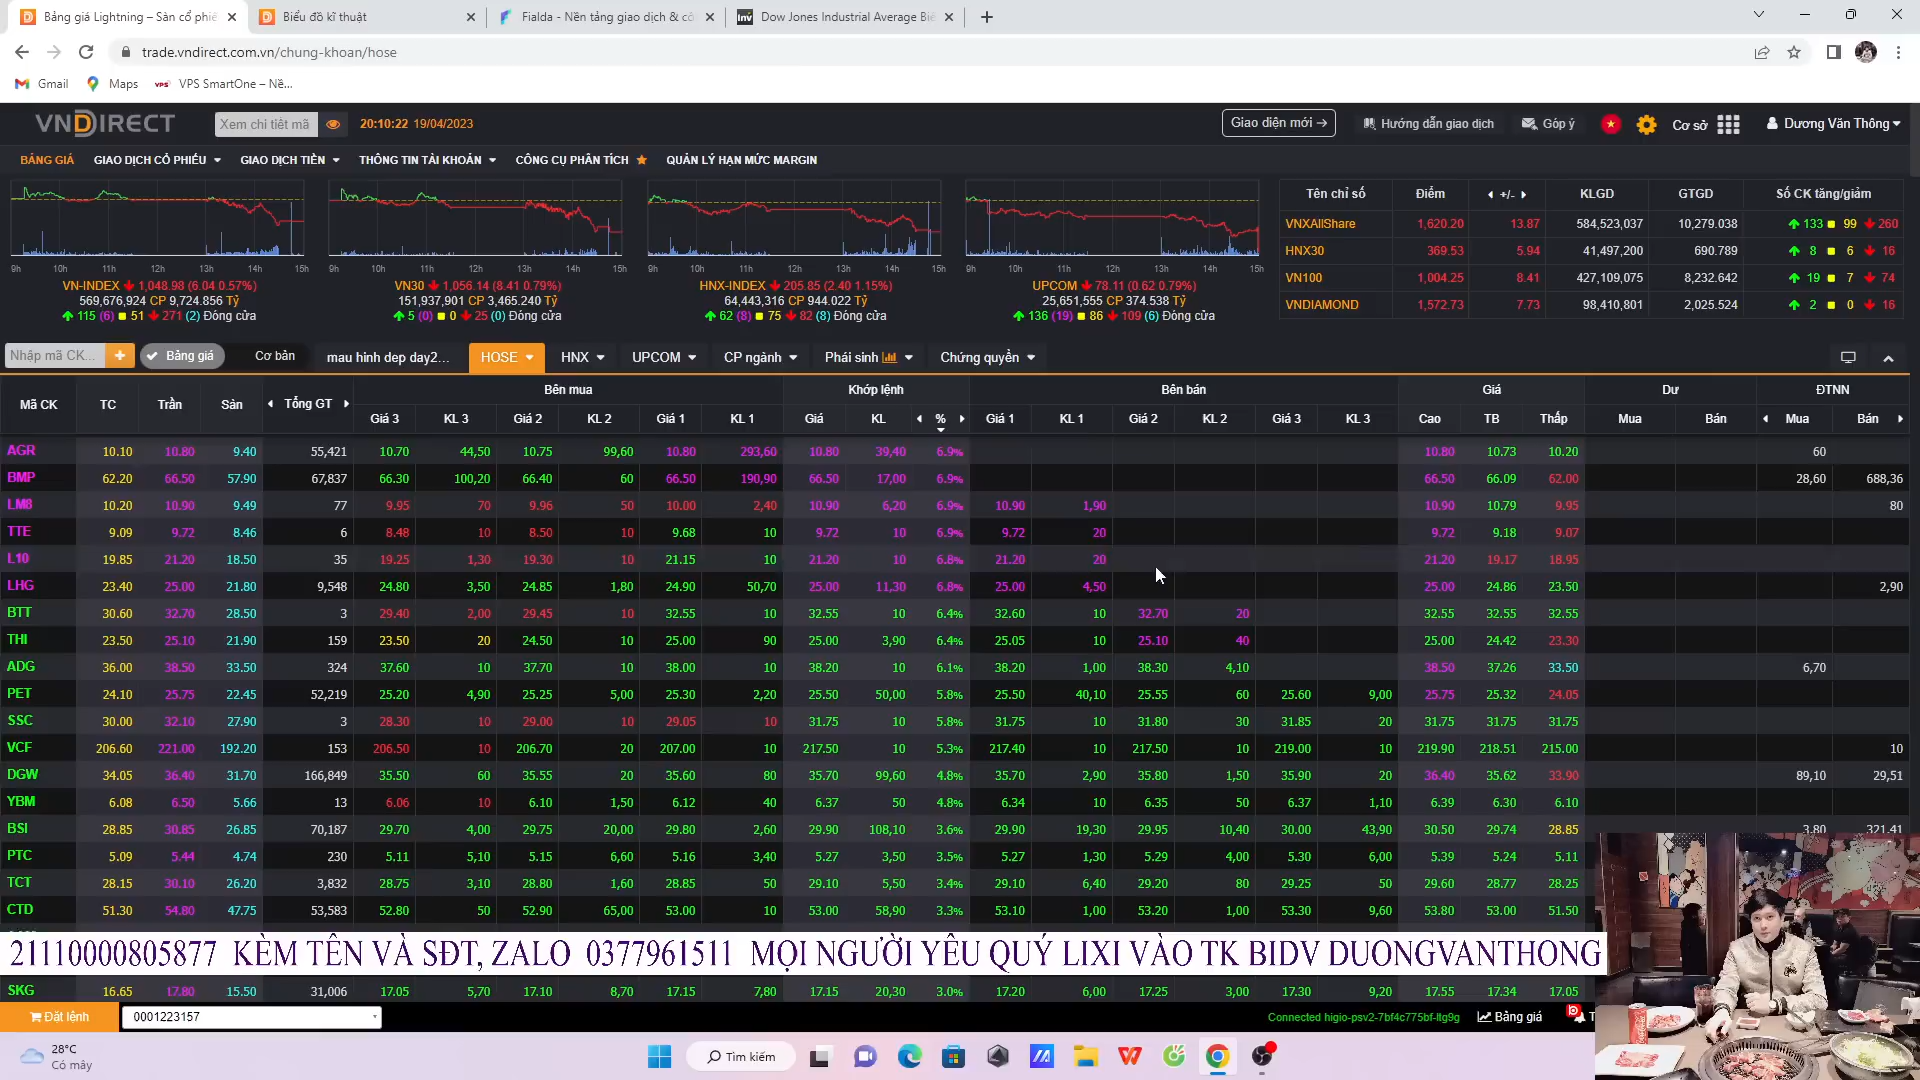 Bảng giá Lightning – Sàn cổ phiế
Biểu đồ kĩ thuật
Fialda - Nền tảng giao dịch & cô
Dow Jones Industrial Average Biể
trade.vndirect.com.vn/chung-khoan/hose
Gmail Maps VPS SmartOne – Nề...
VNDIRECT Xem chi tiết mã 20:10:22 19/04/2023 Giao diện mới → Hướng dẫn giao dịch Góp ý Cơ sở Dương Văn Thông
BẢNG GIÁ GIAO DỊCH CỔ PHIẾU GIAO DỊCH TIỀN THÔNG TIN TÀI KHOẢN CÔNG CỤ PHÂN TÍCH QUẢN LÝ HẠN MỨC MARGIN
9h 10h 11h 12h 13h 14h 15h
VN-INDEX 1,048.98 (6.04 0.57%)
569,676,924 CP 9,724.856 Tỷ
115 (6) 51 271 (2) Đóng cửa
9h 10h 11h 12h 13h 14h 15h
VN30 1,056.14 (8.41 0.79%)
151,937,901 CP 3,465.240 Tỷ
5 (0) 0 25 (0) Đóng cửa
9h 10h 11h 12h 13h 14h 15h
HNX-INDEX 205.85 (2.40 1.15%)
64,443,316 CP 944.022 Tỷ
62 (8) 75 82 (8) Đóng cửa
9h 10h 11h 12h 13h 14h 15h
UPCOM 78.11 (0.62 0.79%)
25,651,555 CP 374.538 Tỷ
136 (19) 86 109 (6) Đóng cửa
Tên chỉ số Điểm +/- KLGD GTGD Số CK tăng/giảm
VNXAllShare 1,620.20 13.87 584,523,037 10,279.038 133 99 260
HNX30 369.53 5.94 41,497,200 690.789 8 6 16
VN100 1,004.25 8.41 427,109,075 8,232.642 19 7 74
VNDIAMOND 1,572.73 7.73 98,410,801 2,025.524 2 0 16
Nhập mã CK... + Bảng giá Cơ bản mau hinh dep day2... HOSE HNX UPCOM CP ngành Phái sinh Chứng quyền
Mã CK TC Trần Sàn Tổng GT Bên mua Khớp lệnh Bên bán Giá Dư ĐTNN
Giá 3 KL 3 Giá 2 KL 2 Giá 1 KL 1 Giá KL % Giá 1 KL 1 Giá 2 KL 2 Giá 3 KL 3 Cao TB Thấp Mua Bán Mua Bán
AGR 10.10 10.80 9.40 55,421 10.70 44,50 10.75 99,60 10.80 293,60 10.80 39,40 6.9% 10.80 10.73 10.20 60
BMP 62.20 66.50 57.90 67,837 66.30 100,20 66.40 60 66.50 190,90 66.50 17,00 6.9% 66.50 66.09 62.00 28,60 688,36
LM8 10.20 10.90 9.49 77 9.95 70 9.96 50 10.00 2,40 10.90 6,20 6.9% 10.90 1,90 10.90 10.79 9.95 80
TTE 9.09 9.72 8.46 6 8.48 10 8.50 10 9.68 10 9.72 10 6.9% 9.72 20 9.72 9.18 9.07
L10 19.85 21.20 18.50 35 19.25 1,30 19.30 10 21.15 10 21.20 10 6.8% 21.20 20 21.20 19.17 18.95
LHG 23.40 25.00 21.80 9,548 24.80 3,50 24.85 1,80 24.90 50,70 25.00 11,30 6.8% 25.00 4,50 25.00 24.86 23.50 2,90
BTT 30.60 32.70 28.50 3 29.40 2,00 29.45 10 32.55 10 32.55 10 6.4% 32.60 10 32.70 20 32.55 32.55 32.55
THI 23.50 25.10 21.90 159 23.50 20 24.50 10 25.00 90 25.00 3,90 6.4% 25.05 10 25.10 40 25.00 24.42 23.30
ADG 36.00 38.50 33.50 324 37.60 10 37.70 10 38.00 10 38.20 10 6.1% 38.20 1,00 38.30 4,10 38.50 37.26 33.50 6,70
PET 24.10 25.75 22.45 52,219 25.20 4,90 25.25 5,00 25.30 2,20 25.50 50,00 5.8% 25.50 40,10 25.55 60 25.60 9,00 25.75 25.32 24.05
SSC 30.00 32.10 27.90 3 28.30 10 29.00 10 29.05 10 31.75 10 5.8% 31.75 10 31.80 30 31.85 20 31.75 31.75 31.75
VCF 206.60 221.00 192.20 153 206.50 10 206.70 20 207.00 10 217.50 10 5.3% 217.40 10 217.50 10 219.00 10 219.90 218.51 215.00 10
DGW 34.05 36.40 31.70 166,849 35.50 60 35.55 20 35.60 80 35.70 99,60 4.8% 35.70 2,90 35.80 1,50 35.90 20 36.40 35.62 33.90 89,10 29,51
YBM 6.08 6.50 5.66 13 6.06 10 6.10 1,50 6.12 40 6.37 50 4.8% 6.34 10 6.35 50 6.37 1,10 6.39 6.30 6.10
BSI 28.85 30.85 26.85 70,187 29.70 4,00 29.75 20,00 29.80 2,60 29.90 108,10 3.6% 29.90 19,30 29.95 10,40 30.00 43,90 30.50 29.74 28.85 3,80 321,41
PTC 5.09 5.44 4.74 230 5.11 5,10 5.15 6,60 5.16 3,40 5.27 3,50 3.5% 5.27 1,30 5.29 4,00 5.30 6,00 5.39 5.24 5.11
TCT 28.15 30.10 26.20 3,832 28.75 3,10 28.80 1,60 28.85 50 29.10 5,50 3.4% 29.10 6,40 29.20 80 29.25 50 29.60 28.77 28.25
CTD 51.30 54.80 47.75 53,583 52.80 50 52.90 65,00 53.00 10 53.00 58,90 3.3% 53.10 1,00 53.20 1,00 53.30 9,60 53.80 53.00 51.50
21110000805877 KÈM TÊN VÀ SĐT, ZALO 0377961511 MỌI NGƯỜI YÊU QUÝ LIXI VÀO TK BIDV DUONGVANTHONG
SKG 16.65 17.80 15.50 31,006 17.05 5,70 17.10 8,70 17.15 7,80 17.15 20,30 3.0% 17.20 6,00 17.25 3,00 17.30 9,20 17.55 17.34 17.05
Đặt lệnh 0001223157 Connected higio-psv2-7bf4c775bf-ltg9g Bảng giá
28°C
Có mây
Tìm kiếm